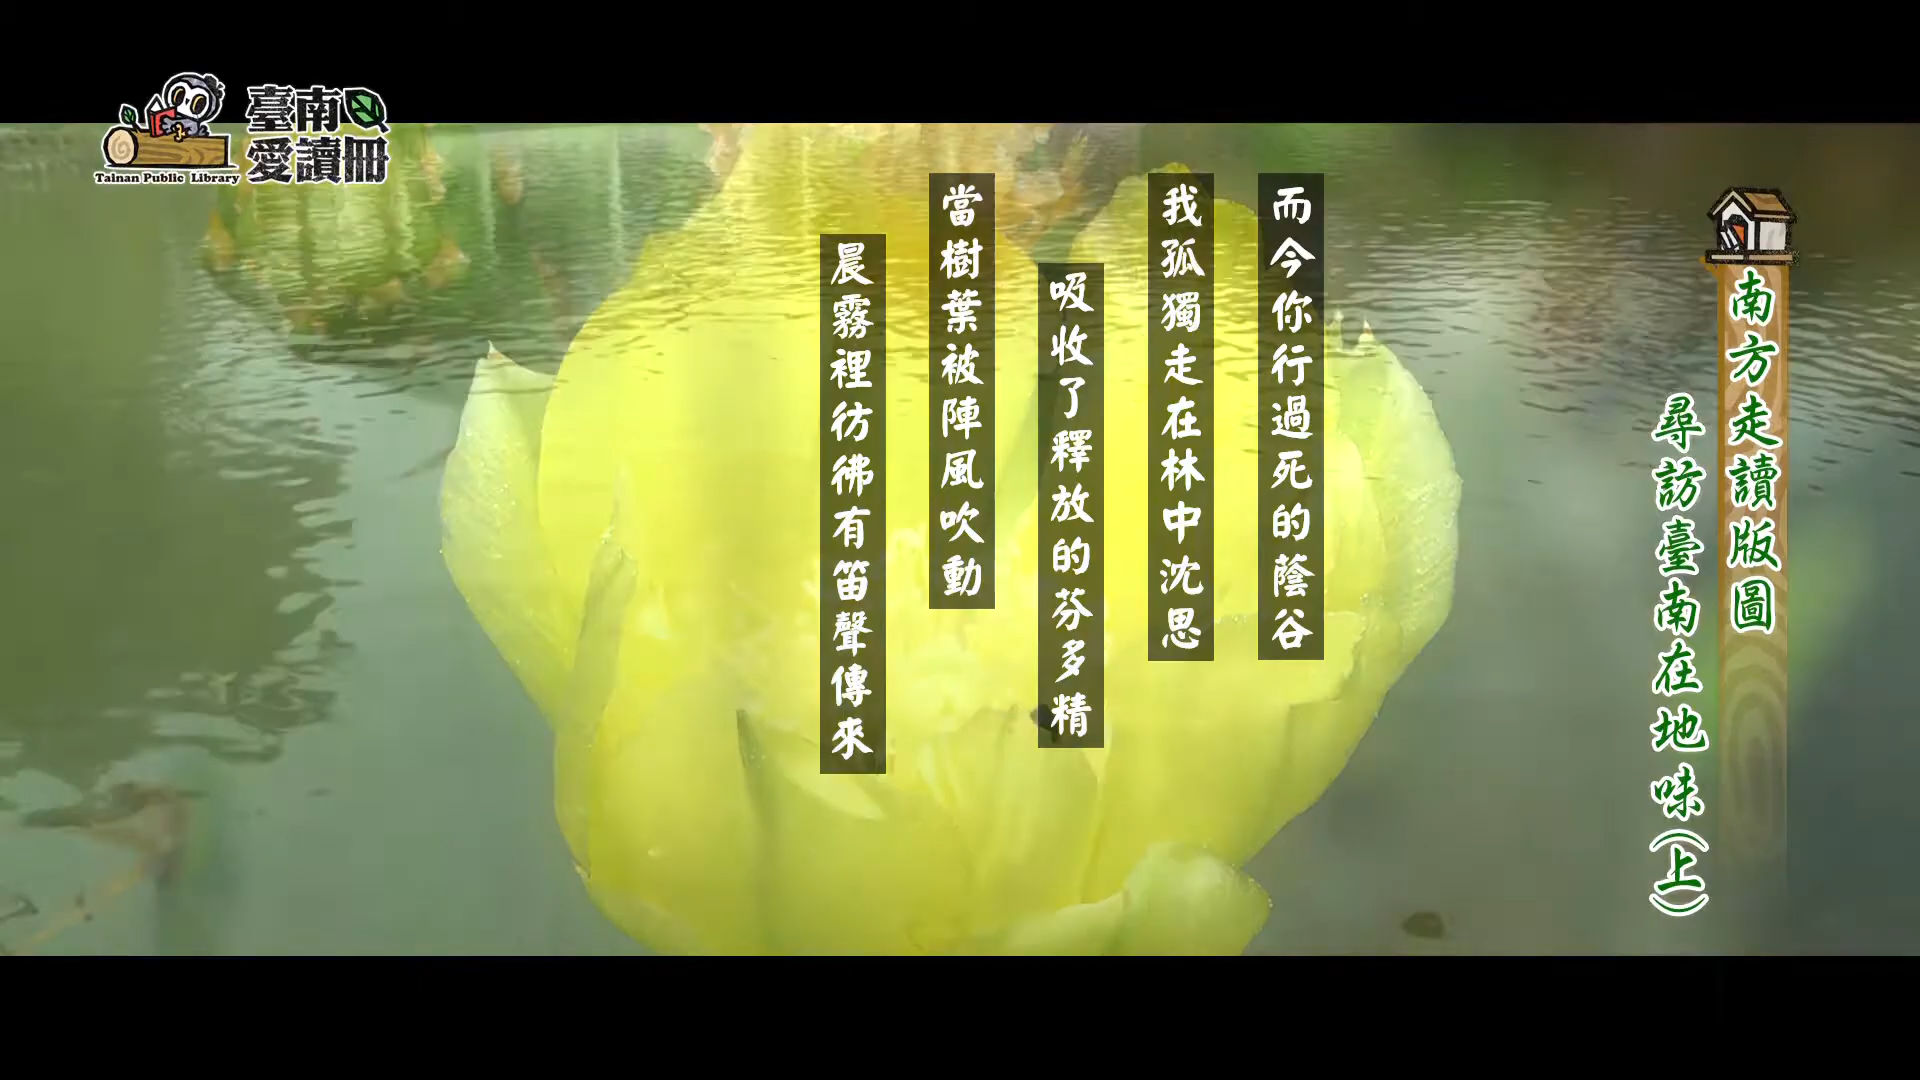 臺南
愛讀冊
Tainan Public Library
南方走讀版圖
尋訪臺南在地味(上)
而今你行過死的蔭谷
我孤獨走在林中沈思
吸收了釋放的芬多精
當樹葉被陣風吹動
晨霧裡彷彿有笛聲傳來